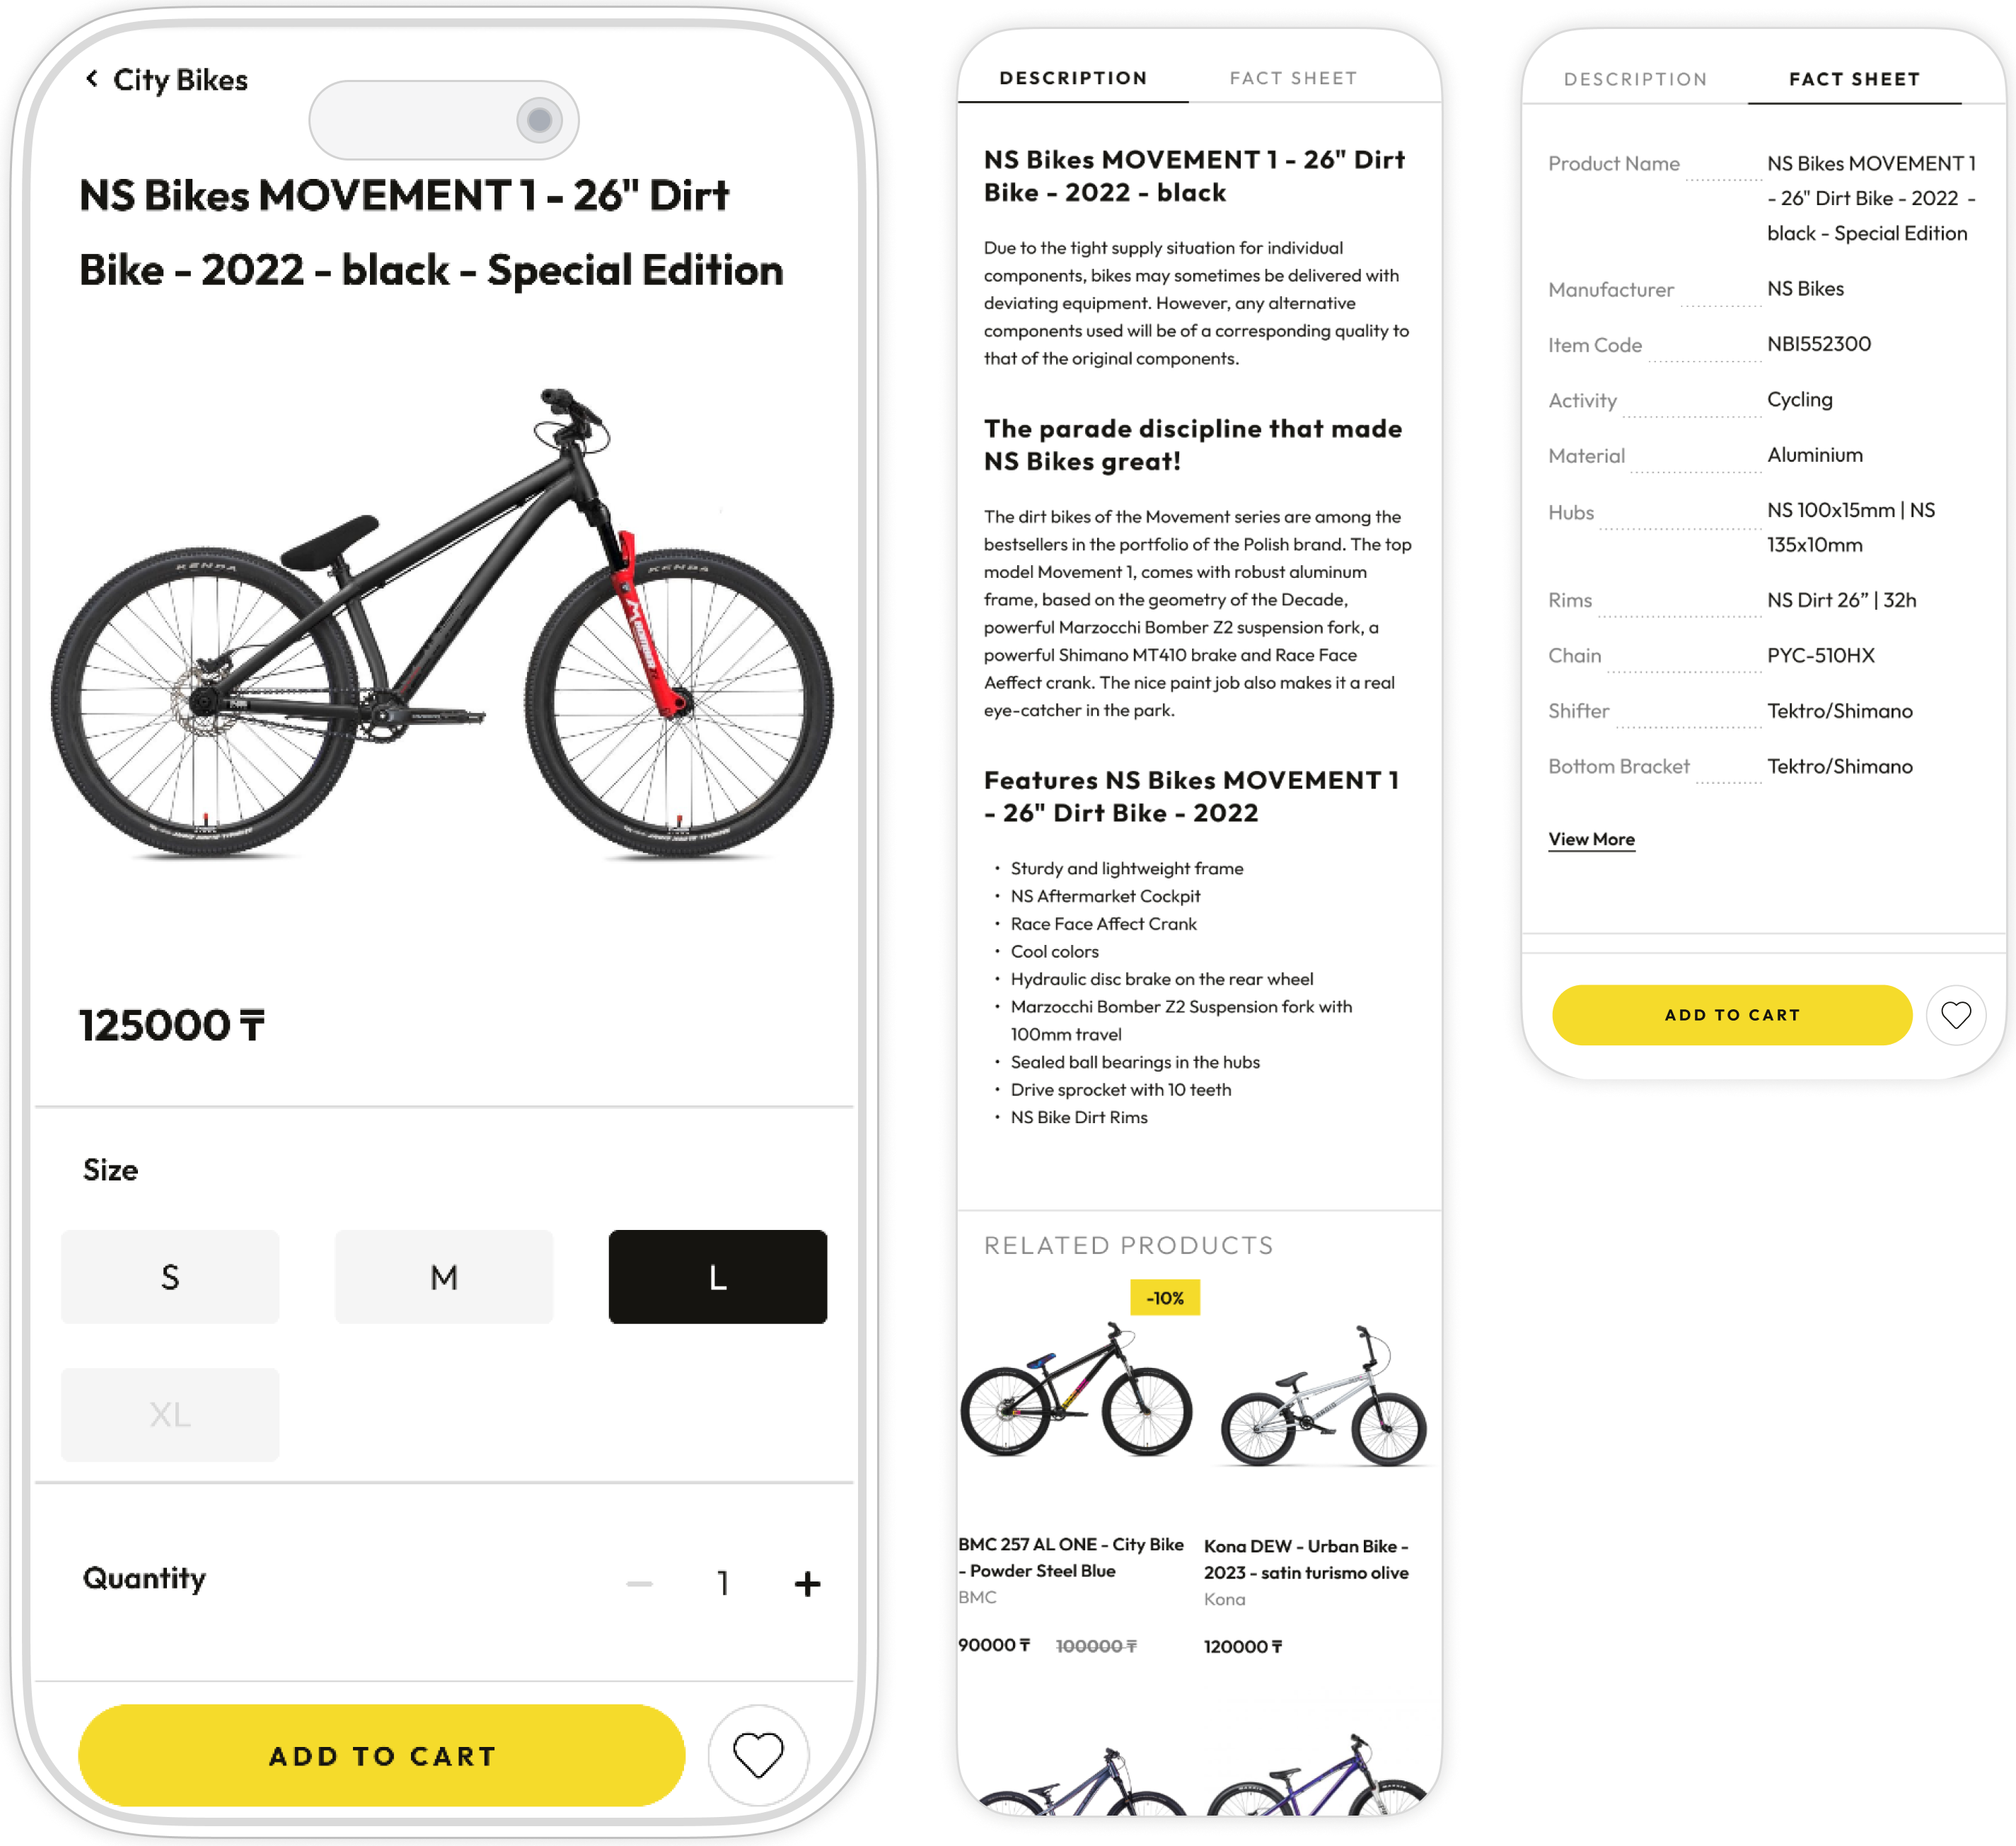 City Bikes
NS Bikes MOVEMENT 1 - 26" Dirt
Bike - 2022 - black - Special Edition
KENDA
KENDA
125000 ₸
Size
S
M
L
XL
Quantity
1
ADD TO CART
DESCRIPTION
FACT SHEET
NS Bikes MOVEMENT 1 - 26" Dirt
Bike - 2022 - black
Due to the tight supply situation for individual
components, bikes may sometimes be delivered with
deviating equipment. However, any alternative
components used will be of a corresponding quality to
that of the original components.
The parade discipline that made
NS Bikes great!
The dirt bikes of the Movement series are among the
bestsellers in the portfolio of the Polish brand. The top
model Movement 1, comes with robust aluminum
frame, based on the geometry of the Decade,
powerful Marzocchi Bomber Z2 suspension fork, a
powerful Shimano MT410 brake and Race Face
Aeffect crank. The nice paint job also makes it a real
eye-catcher in the park.
Features NS Bikes MOVEMENT 1
- 26" Dirt Bike - 2022
• Sturdy and lightweight frame
• NS Aftermarket Cockpit
• Race Face Affect Crank
• Cool colors
• Hydraulic disc brake on the rear wheel
• Marzocchi Bomber Z2 Suspension fork with
100mm travel
• Sealed ball bearings in the hubs
• Drive sprocket with 10 teeth
• NS Bike Dirt Rims
RELATED PRODUCTS
-10%
BMC 257 AL ONE - City Bike
- Powder Steel Blue
BMC
90000 ₸ 100000 ₸
Kona DEW - Urban Bike -
2023 - satin turismo olive
Kona
120000 ₸
DESCRIPTION
FACT SHEET
Product Name NS Bikes MOVEMENT 1
- 26" Dirt Bike - 2022 -
black - Special Edition
Manufacturer NS Bikes
Item Code NBI552300
Activity Cycling
Material Aluminium
Hubs NS 100x15mm | NS
135x10mm
Rims NS Dirt 26” | 32h
Chain PYC-510HX
Shifter Tektro/Shimano
Bottom Bracket Tektro/Shimano
View More
ADD TO CART